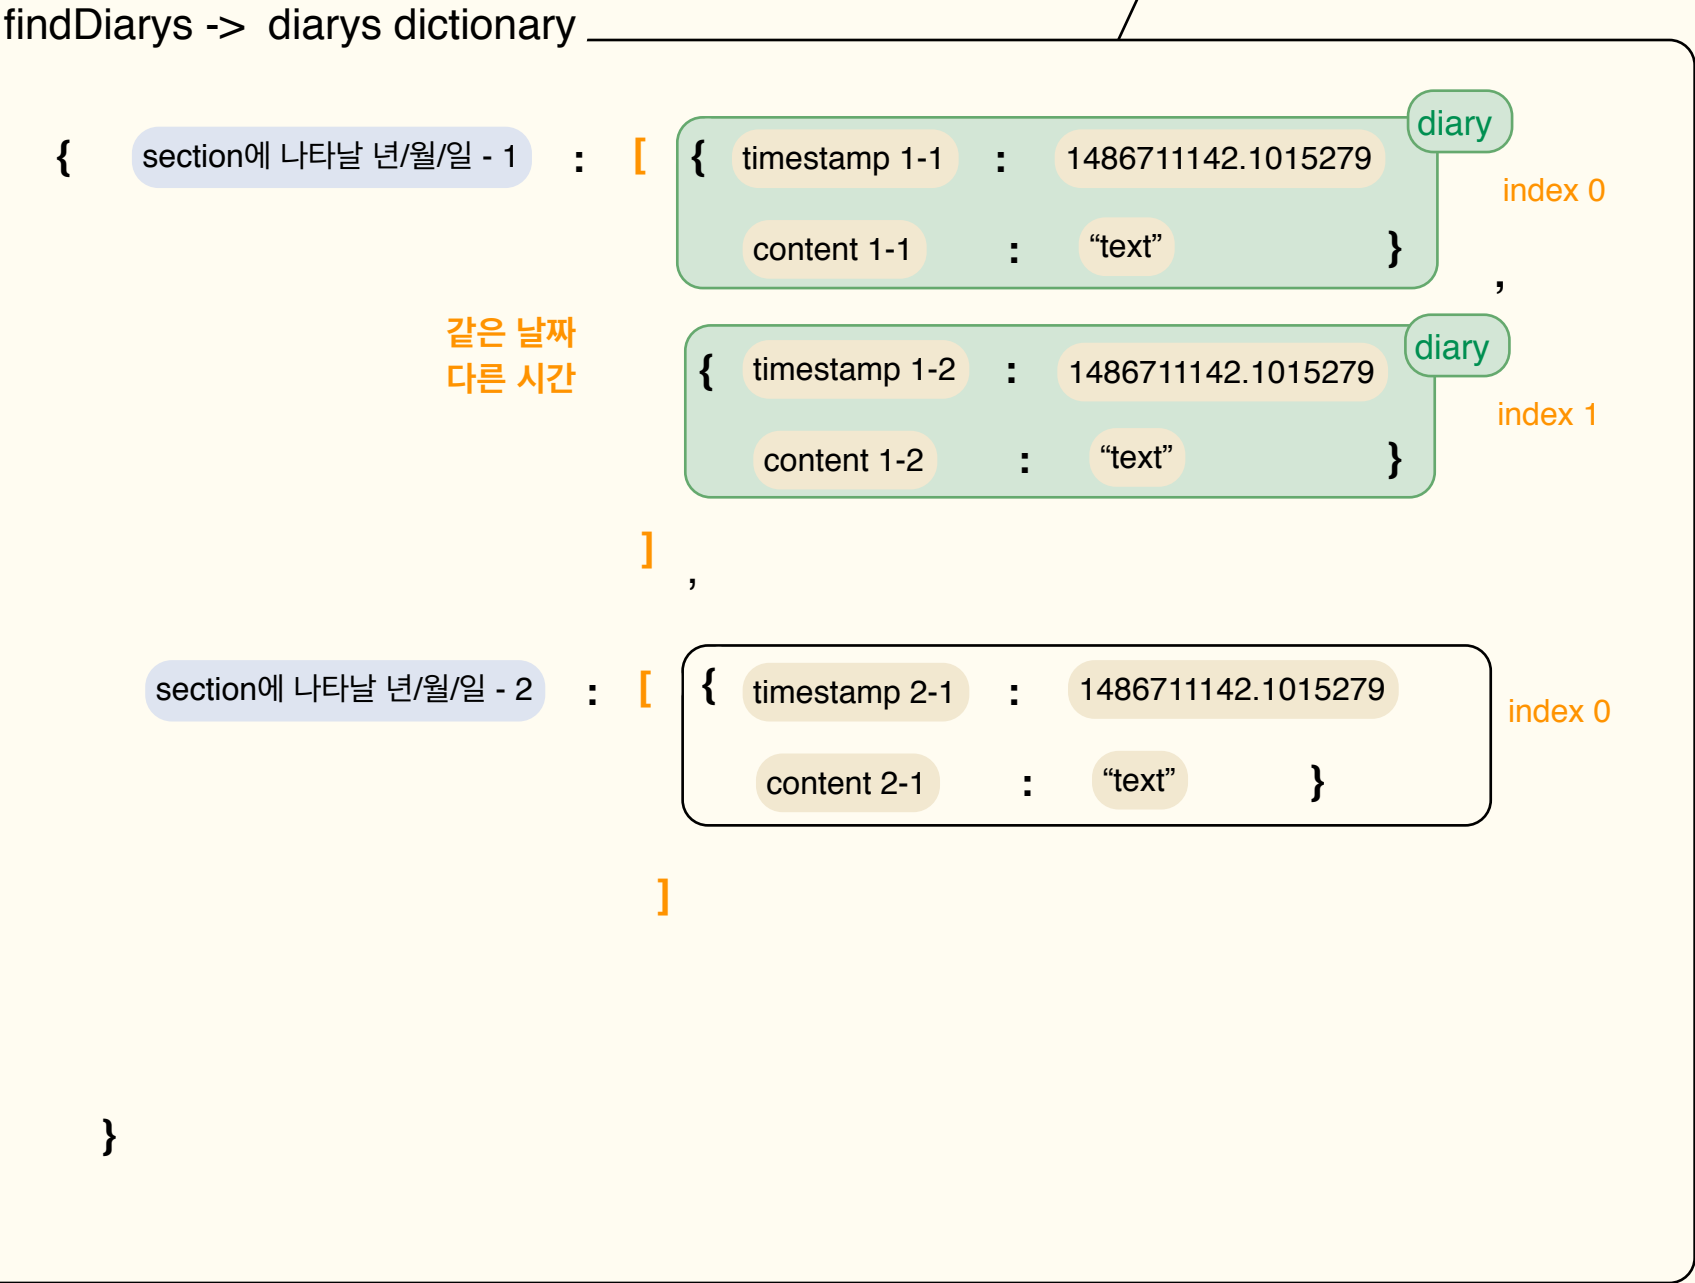 findDiarys -> diarys dictionary
diary
{ section에 나타날 년/월/일 - 1 : [ { timestamp 1-1 : 1486711142.1015279
index 0
content 1-1 : “text” }
,
같은 날짜
다른 시간
diary
{ timestamp 1-2 : 1486711142.1015279
index 1
content 1-2 : “text” }
] ,
section에 나타날 년/월/일 - 2 : [ { timestamp 2-1 : 1486711142.1015279
index 0
content 2-1 : “text” }
]
}